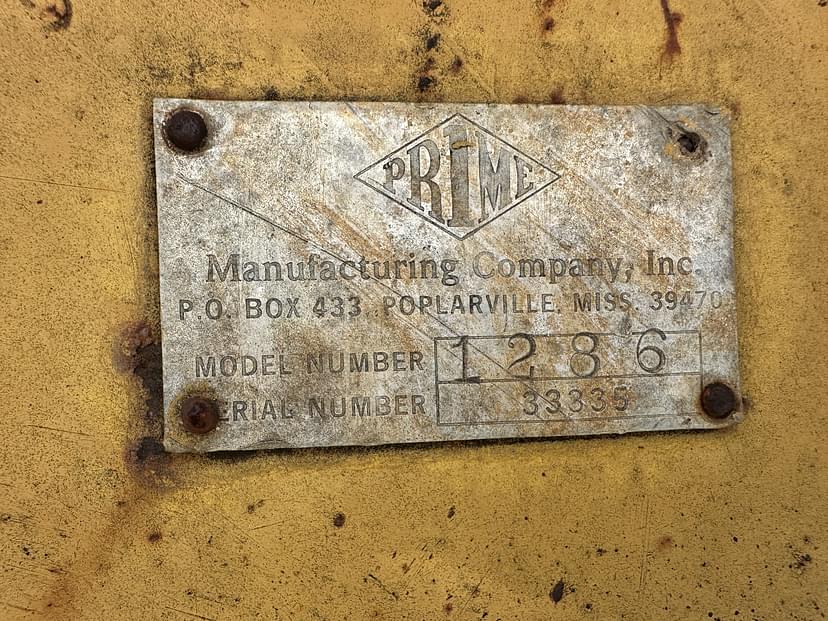 PRIME
Manufacturing Company, Inc.
P.O. BOX 433, POPLARVILLE, MISS. 39470
MODEL NUMBER 1286
ERIAL NUMBER 33335